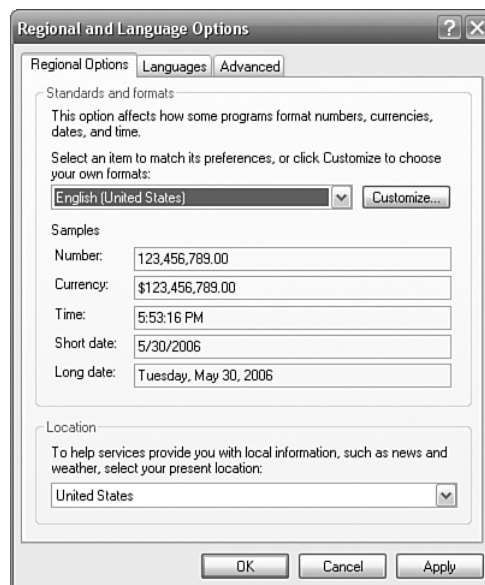 Regional and Language Options
Regional Options Languages Advanced
Standards and formats
This option affects how some programs format numbers, currencies,
dates, and time.
Select an item to match its preferences, or click Customize to choose
your own formats:
English (United States) Customize...
Samples
Number: 123,456,789.00
Currency: $123,456,789.00
Time: 5:53:16 PM
Short date: 5/30/2006
Long date: Tuesday, May 30, 2006
Location
To help services provide you with local information, such as news and
weather, select your present location:
United States
OK Cancel Apply